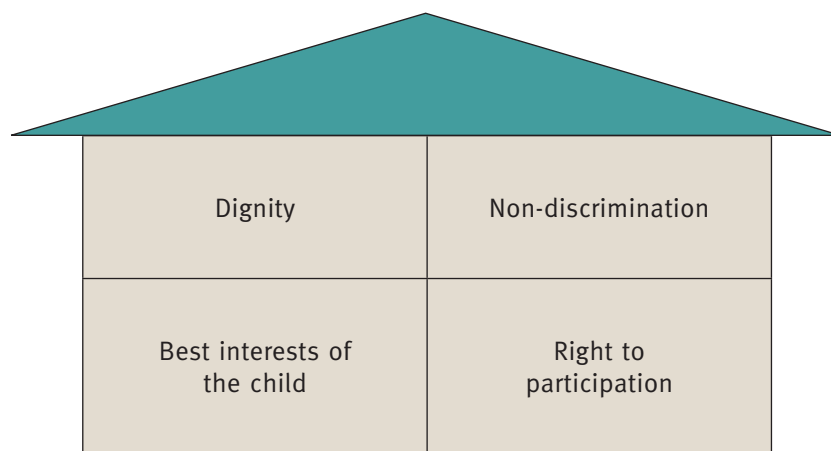 Dignity
Non-discrimination
Best interests of
the child
Right to
participation